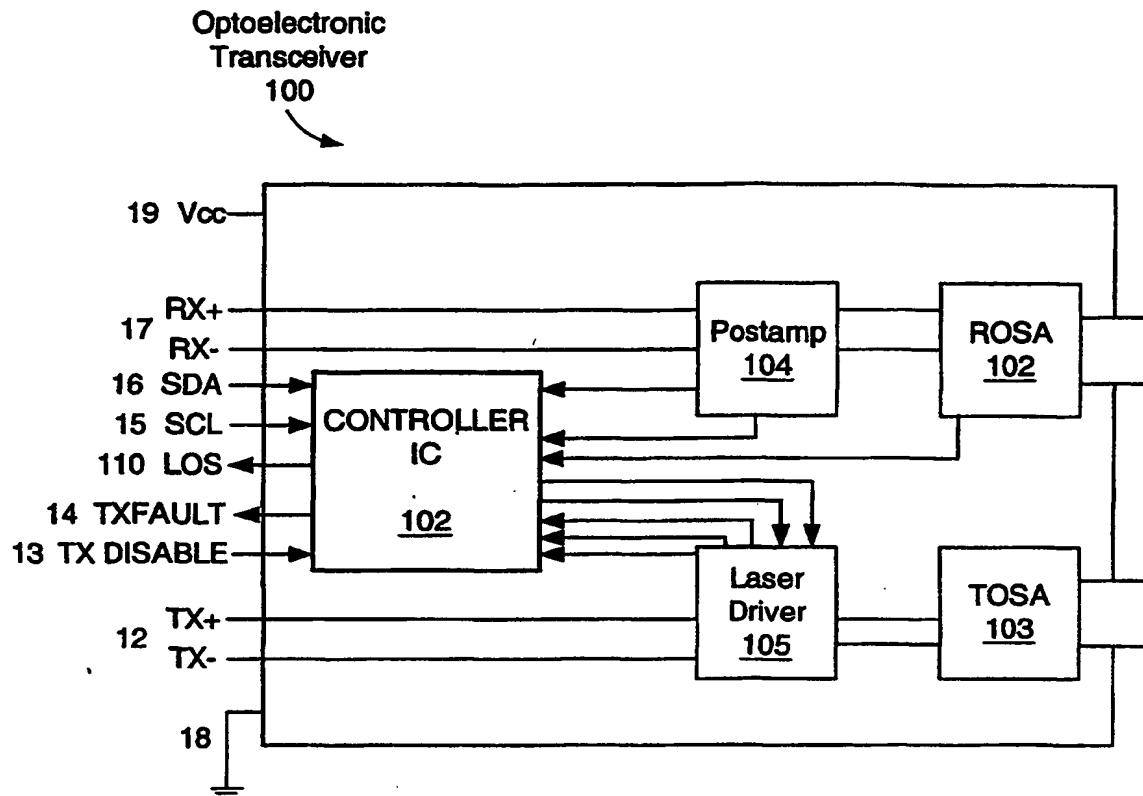 Optoelectronic
Transceiver
100
19 Vcc
17 RX+
RX-
16 SDA
15 SCL
110 LOS
14 TXFAULT
13 TX DISABLE
12 TX+
TX-
18
CONTROLLER
IC
102
Postamp
104
ROSA
102
Laser
Driver
105
TOSA
103